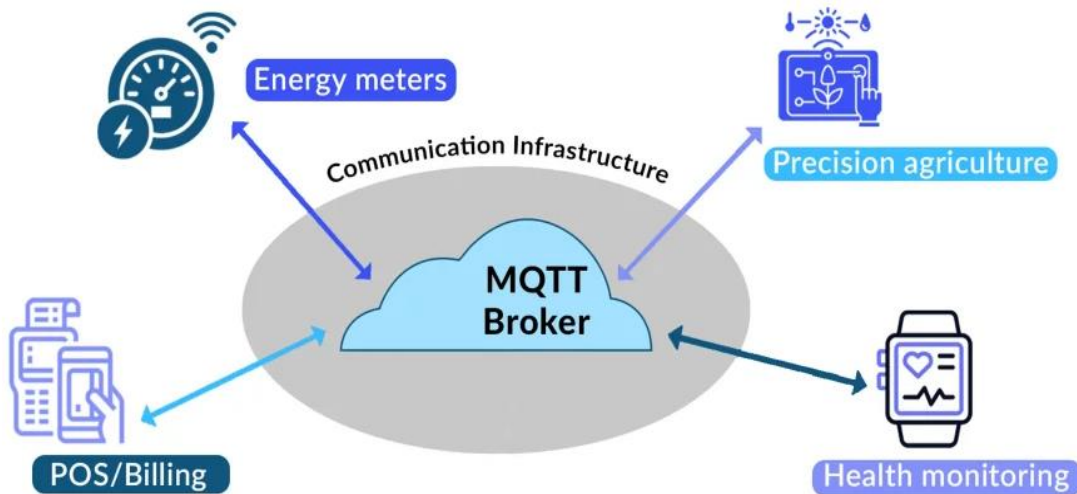 Energy meters
Precision agriculture
Communication Infrastructure
MQTT
Broker
POS/Billing
Health monitoring